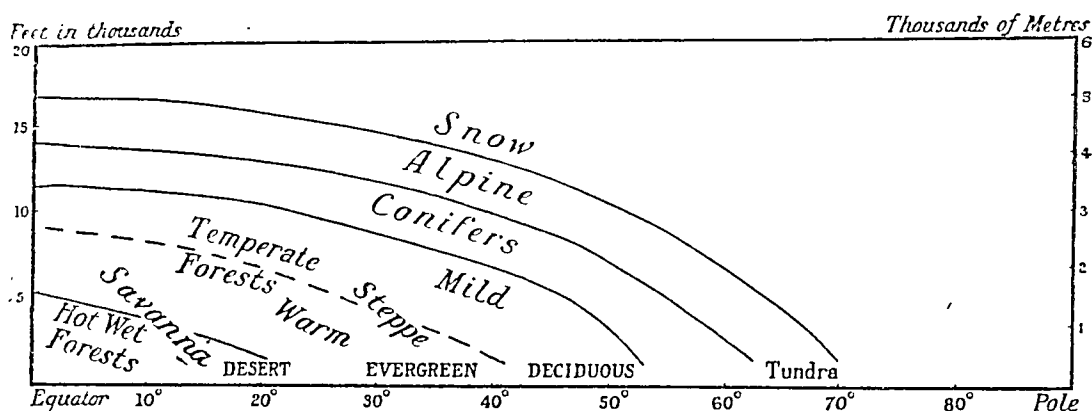 Feet in thousands
Thousands of Metres
20
6
Snow
5
15
Alpine
4
Conifers
10
3
Temperate
Forests
Mild
2
Steppe
Savanna
5
Warm
Hot Wet
Forests
1
DESERT EVERGREEN DECIDUOUS Tundra
Equator 10° 20° 30° 40° 50° 60° 70° 80° Pole